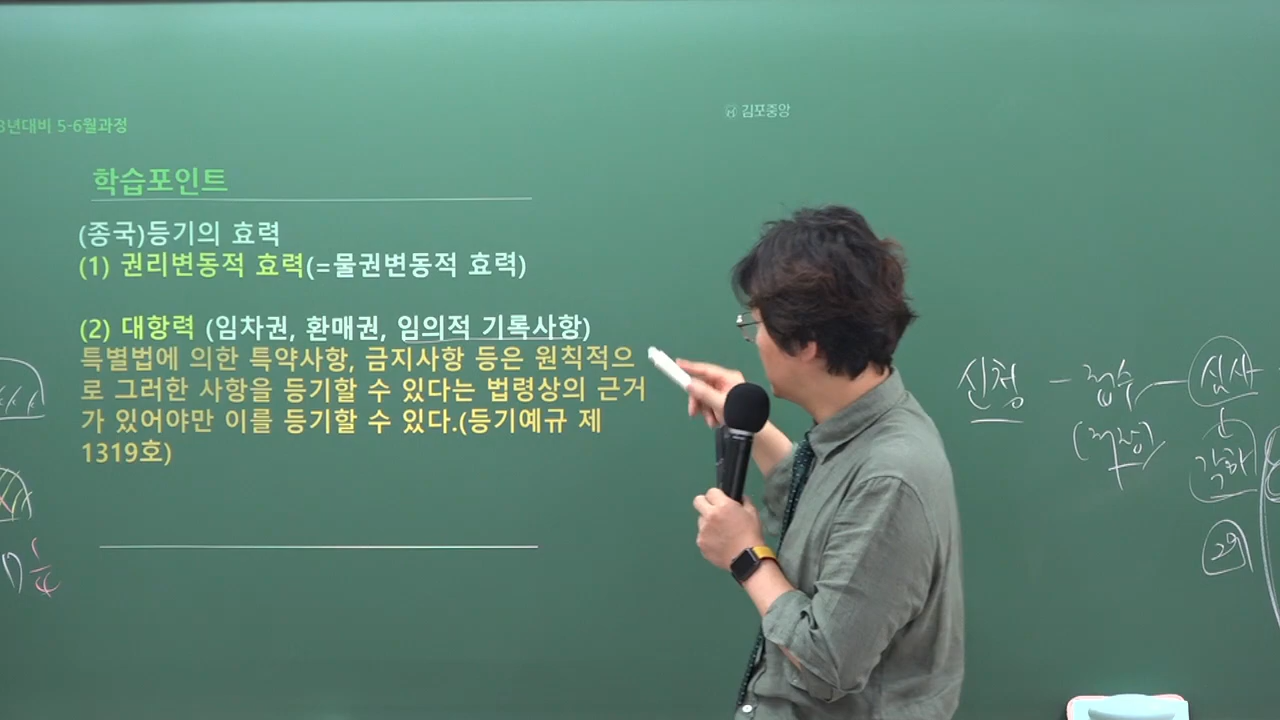 3년대비 5-6월과정
김포중앙
학습포인트
(종국)등기의 효력
(1) 권리변동적 효력(=물권변동적 효력)
(2) 대항력 (임차권, 환매권, 임의적 기록사항)
특별법에 의한 특약사항, 금지사항 등은 원칙적으
로 그러한 사항을 등기할 수 있다는 법령상의 근거
가 있어야만 이를 등기할 수 있다.(등기예규 제
1319호)
신청 - 접수 - 심사
각하
29